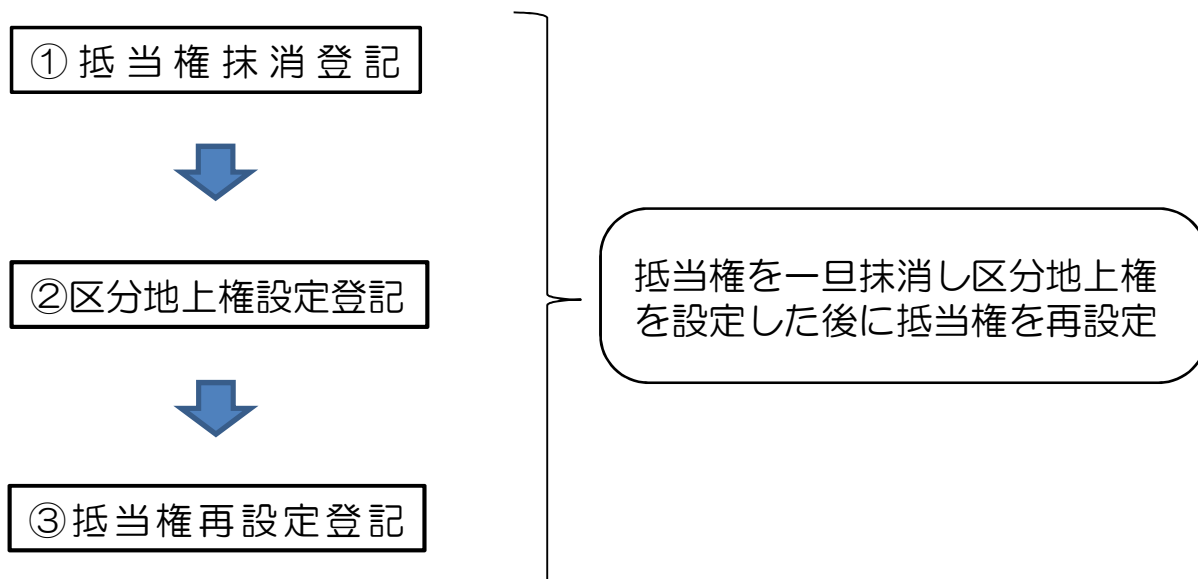 ①抵当権抹消登記
②区分地上権設定登記
抵当権を一旦抹消し区分地上権
を設定した後に抵当権を再設定
③抵当権再設定登記